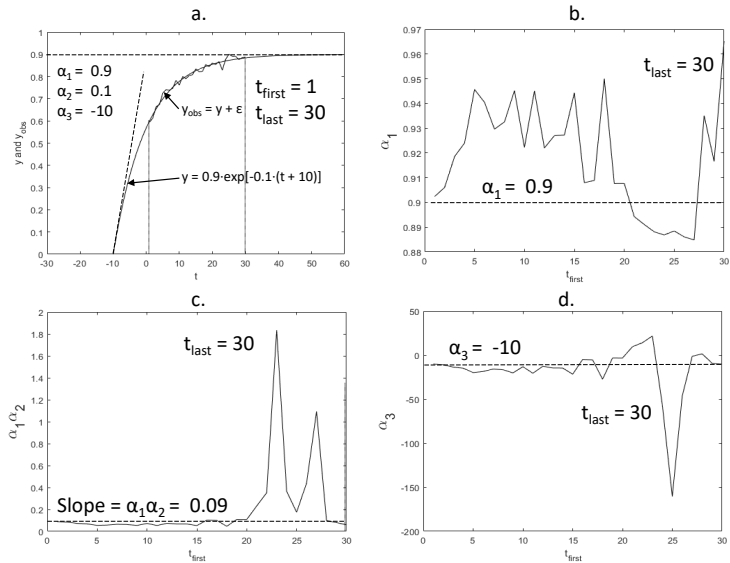 a.
y and y_obs
1
0.9
0.8
0.7
0.6
0.5
0.4
0.3
0.2
0.1
0
α₁ = 0.9
α₂ = 0.1
α₃ = -10
t_first = 1
t_last = 30
y_obs = y + ε
y = 0.9·exp[-0.1·(t + 10)]
-30 -20 -10 0 10 20 30 40 50 60
t
b.
α₁
0.97
0.96
0.95
0.94
0.93
0.92
0.91
0.9
0.89
0.88
t_last = 30
α₁ = 0.9
0 5 10 15 20 25 30
t_first
c.
α₁α₂
2
1.8
1.6
1.4
1.2
1
0.8
0.6
0.4
0.2
0
t_last = 30
Slope = α₁α₂ = 0.09
0 5 10 15 20 25 30
t_first
d.
α₃
50
0
-50
-100
-150
-200
α₃ = -10
t_last = 30
0 5 10 15 20 25 30
t_first